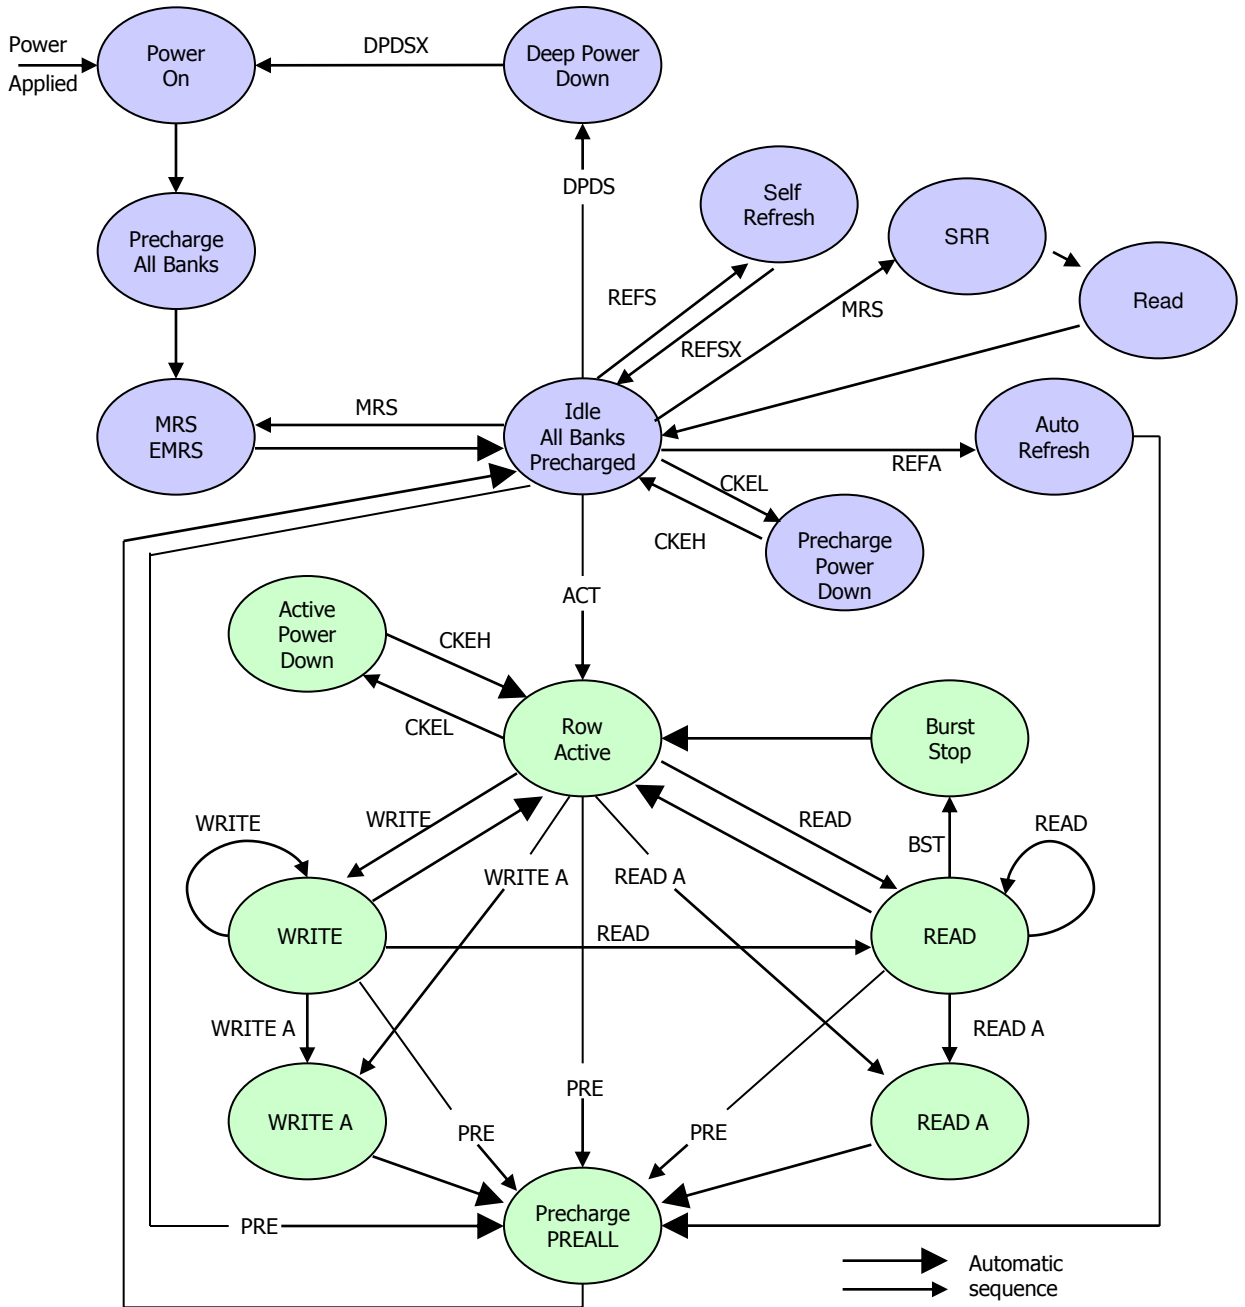 Power
Applied
Power
On
DPDSX
Deep Power
Down
DPDS
Self
Refresh
SRR
Read
Precharge
All Banks
REFS
REFSX
MRS
MRS
EMRS
MRS
Idle
All Banks
Precharged
Auto
Refresh
REFA
CKEL
CKEH
Precharge
Power
Down
ACT
Active
Power
Down
CKEH
CKEL
Row
Active
Burst
Stop
WRITE
WRITE
READ
BST
READ
WRITE A
READ A
WRITE
READ
READ
WRITE A
READ A
WRITE A
PRE
PRE
PRE
READ A
PRE
Precharge
PREALL
Automatic
sequence